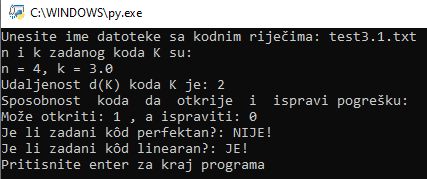 C:\WINDOWS\py.exe
Unesite ime datoteke sa kodnim riječima: test3.1.txt
n i k zadanog koda K su:
n = 4, k = 3.0
Udaljenost d(K) koda K je: 2
Sposobnost  koda  da  otkrije  i  ispravi pogrešku:
Može otkriti: 1 , a ispraviti: 0
Je li zadani kôd perfektan?: NIJE!
Je li zadani kôd linearan?: JE!
Pritisnite enter za kraj programa